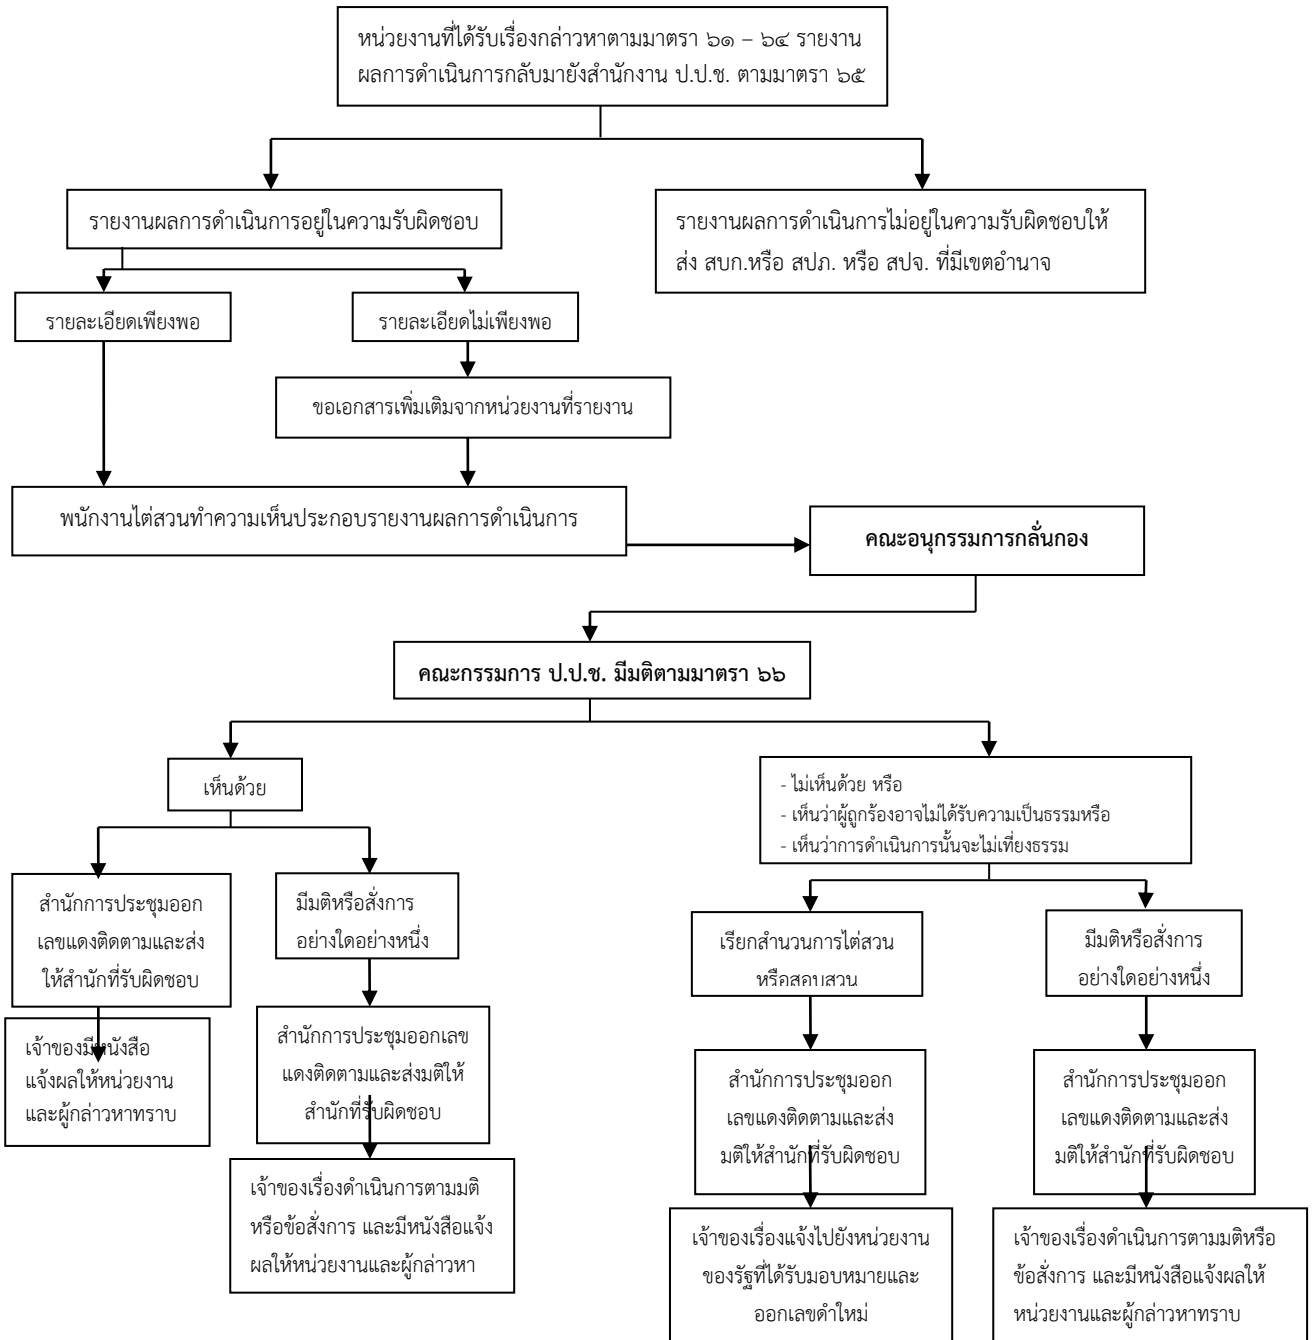 หน่วยงานที่ได้รับเรื่องกล่าวหาตามมาตรา ๖๑ – ๖๔ รายงาน
ผลการดำเนินการกลับมายังสำนักงาน ป.ป.ช. ตามมาตรา ๖๕
รายงานผลการดำเนินการอยู่ในความรับผิดชอบ
รายงานผลการดำเนินการไม่อยู่ในความรับผิดชอบให้
ส่ง สบก.หรือ สปภ. หรือ สปจ. ที่มีเขตอำนาจ
รายละเอียดเพียงพอ
รายละเอียดไม่เพียงพอ
ขอเอกสารเพิ่มเติมจากหน่วยงานที่รายงาน
พนักงานไต่สวนทำความเห็นประกอบรายงานผลการดำเนินการ
คณะอนุกรรมการกลั่นกอง
คณะกรรมการ ป.ป.ช. มีมติตามมาตรา ๖๖
เห็นด้วย
- ไม่เห็นด้วย หรือ
- เห็นว่าผู้ถูกร้องอาจไม่ได้รับความเป็นธรรมหรือ
- เห็นว่าการดำเนินการนั้นจะไม่เที่ยงธรรม
สำนักการประชุมออก
เลขแดงติดตามและส่ง
ให้สำนักที่รับผิดชอบ
มีมติหรือสั่งการ
อย่างใดอย่างหนึ่ง
เรียกสำนวนการไต่สวน
หรือสอบสวน
มีมติหรือสั่งการ
อย่างใดอย่างหนึ่ง
เจ้าของมีหนังสือ
แจ้งผลให้หน่วยงาน
และผู้กล่าวหาทราบ
สำนักการประชุมออกเลข
แดงติดตามและส่งมติให้
สำนักที่รับผิดชอบ
สำนักการประชุมออก
เลขแดงติดตามและส่ง
มติให้สำนักที่รับผิดชอบ
สำนักการประชุมออก
เลขแดงติดตามและส่ง
มติให้สำนักที่รับผิดชอบ
เจ้าของเรื่องดำเนินการตามมติ
หรือข้อสั่งการ และมีหนังสือแจ้ง
ผลให้หน่วยงานและผู้กล่าวหา
เจ้าของเรื่องแจ้งไปยังหน่วยงาน
ของรัฐที่ได้รับมอบหมายและ
ออกเลขดำใหม่
เจ้าของเรื่องดำเนินการตามมติหรือ
ข้อสั่งการ และมีหนังสือแจ้งผลให้
หน่วยงานและผู้กล่าวหาทราบ